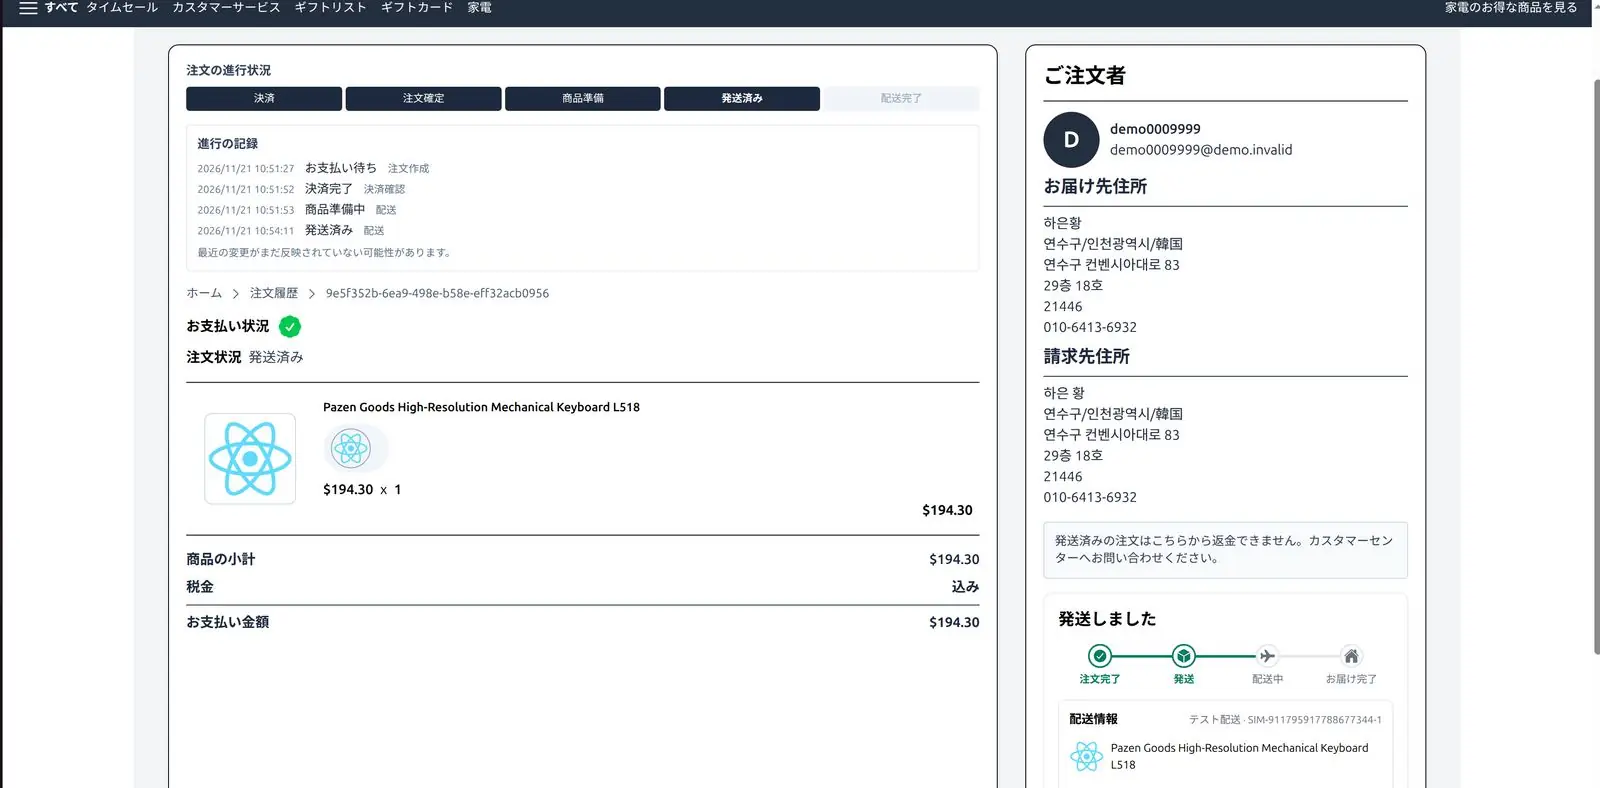 すべて タイムセール カスタマーサービス ギフトリスト ギフトカード 家電
家電のお得な商品を見る
注文の進行状況
決済 注文確定 商品準備 発送済み 配送完了
進行の記録
2026/11/21 10:51:27 お支払い待ち 注文作成
2026/11/21 10:51:52 決済完了 決済確認
2026/11/21 10:51:53 商品準備中 配送
2026/11/21 10:54:11 発送済み 配送
最近の変更がまだ反映されていない可能性があります。
ホーム > 注文履歴 > 9e5f352b-6ea9-498e-b58e-eff32acb0956
お支払い状況
注文状況 発送済み
Pazen Goods High-Resolution Mechanical Keyboard L518
$194.30 x 1
$194.30
商品の小計 $194.30
税金 込み
お支払い金額 $194.30
ご注文者
D
demo0009999
demo0009999@demo.invalid
お届け先住所
하은황
연수구/인천광역시/韓国
연수구 컨벤시아대로 83
29층 18호
21446
010-6413-6932
請求先住所
하은 황
연수구/인천광역시/韓国
연수구 컨벤시아대로 83
29층 18호
21446
010-6413-6932
発送済みの注文はこちらから返金できません。カスタマーセン
ターへお問い合わせください。
発送しました
注文完了 発送 配送中 お届け完了
配送情報 テスト配送 · SIM-911795917788677344-1
Pazen Goods High-Resolution Mechanical Keyboard
L518